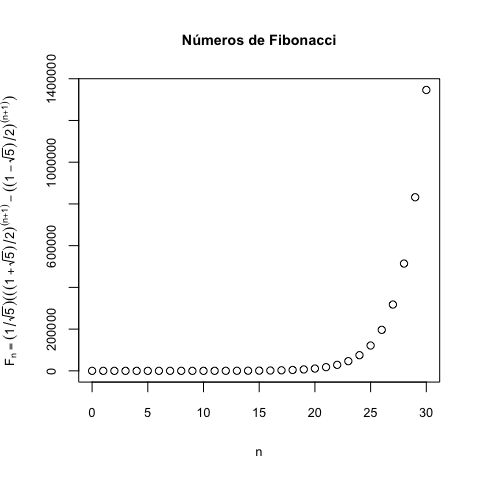 Números de Fibonacci
F_n = (1/√5)(((1 + √5)/2)^(n+1) − ((1 − √5)/2)^(n+1))
1400000
600000
200000
0
0 5 10 15 20 25 30
n